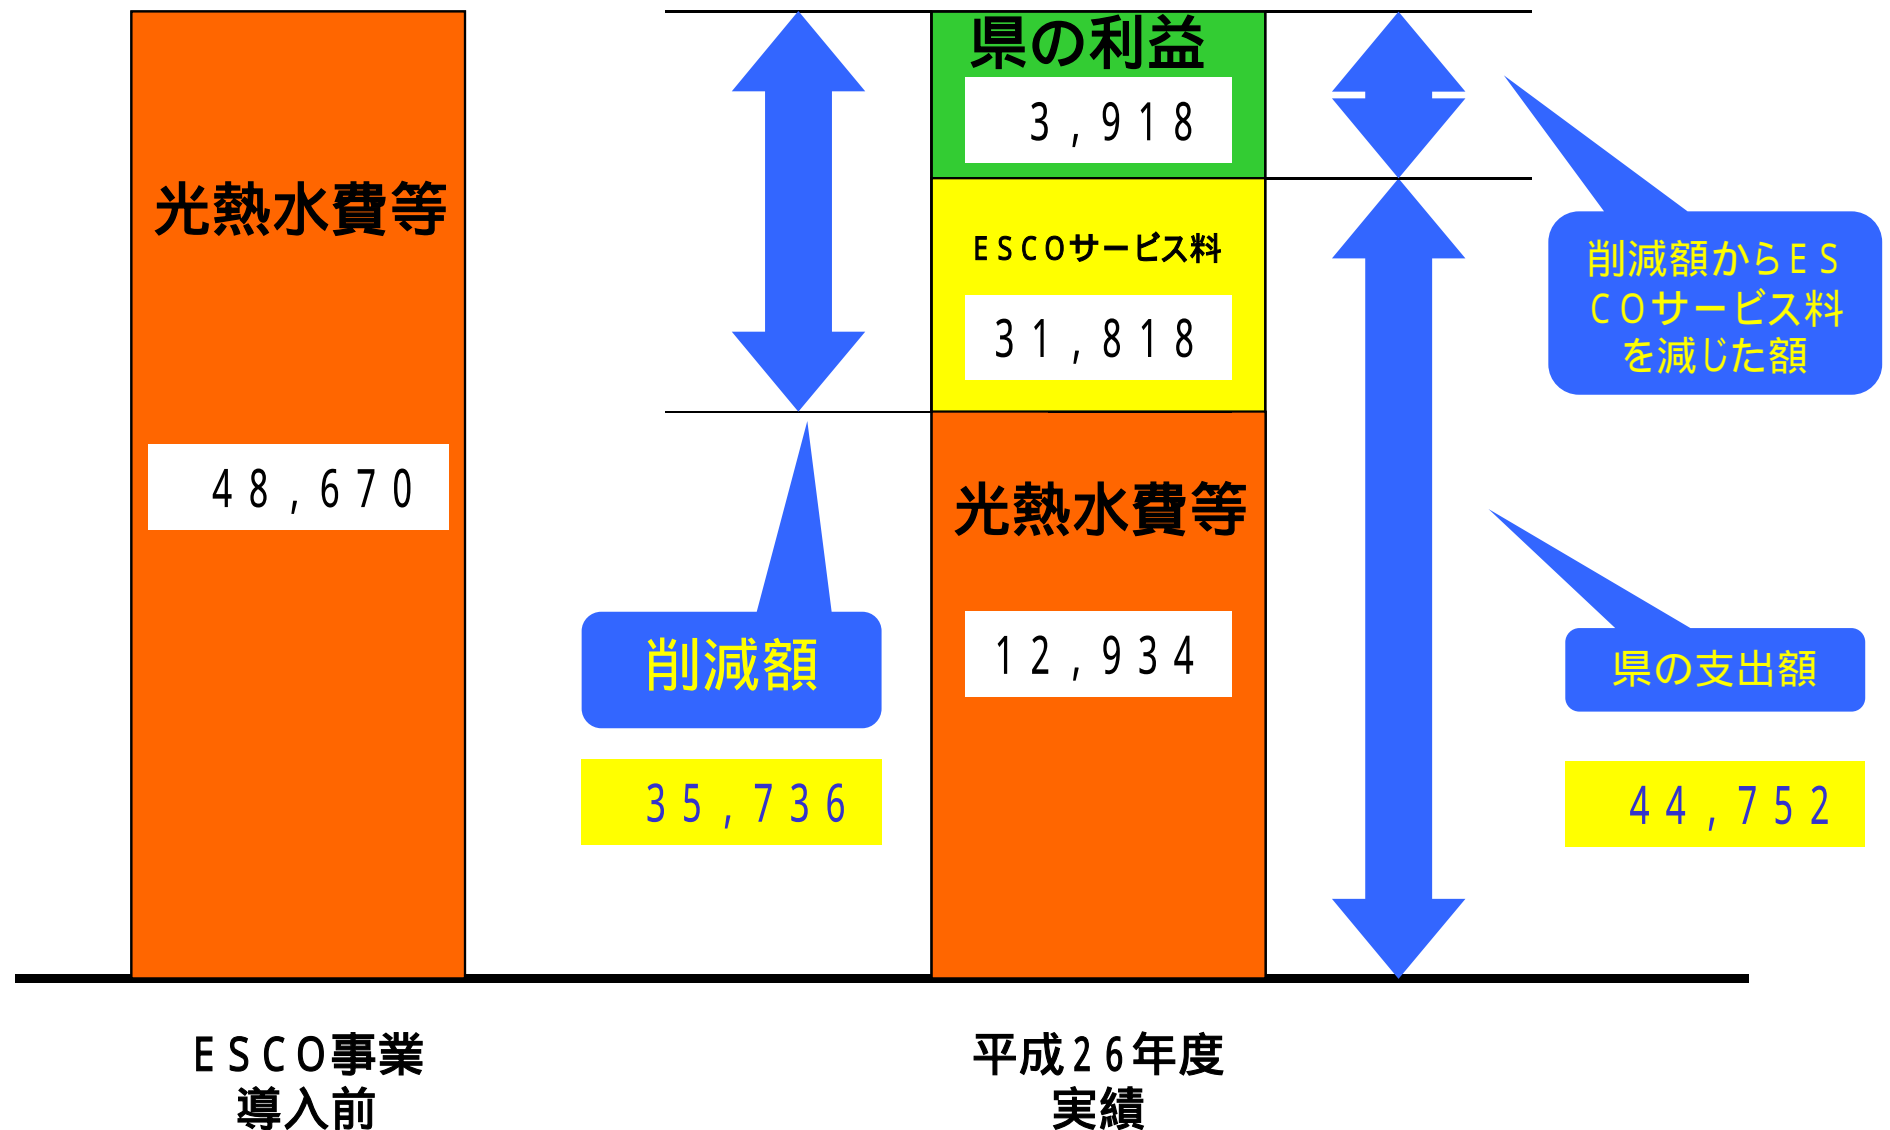 光熱水費等
48,670
ESCO事業
導入前
削減額
35,736
県の利益
3,918
ESCOサービス料
31,818
光熱水費等
12,934
平成26年度
実績
削減額からES
COサービス料
を減じた額
県の支出額
44,752